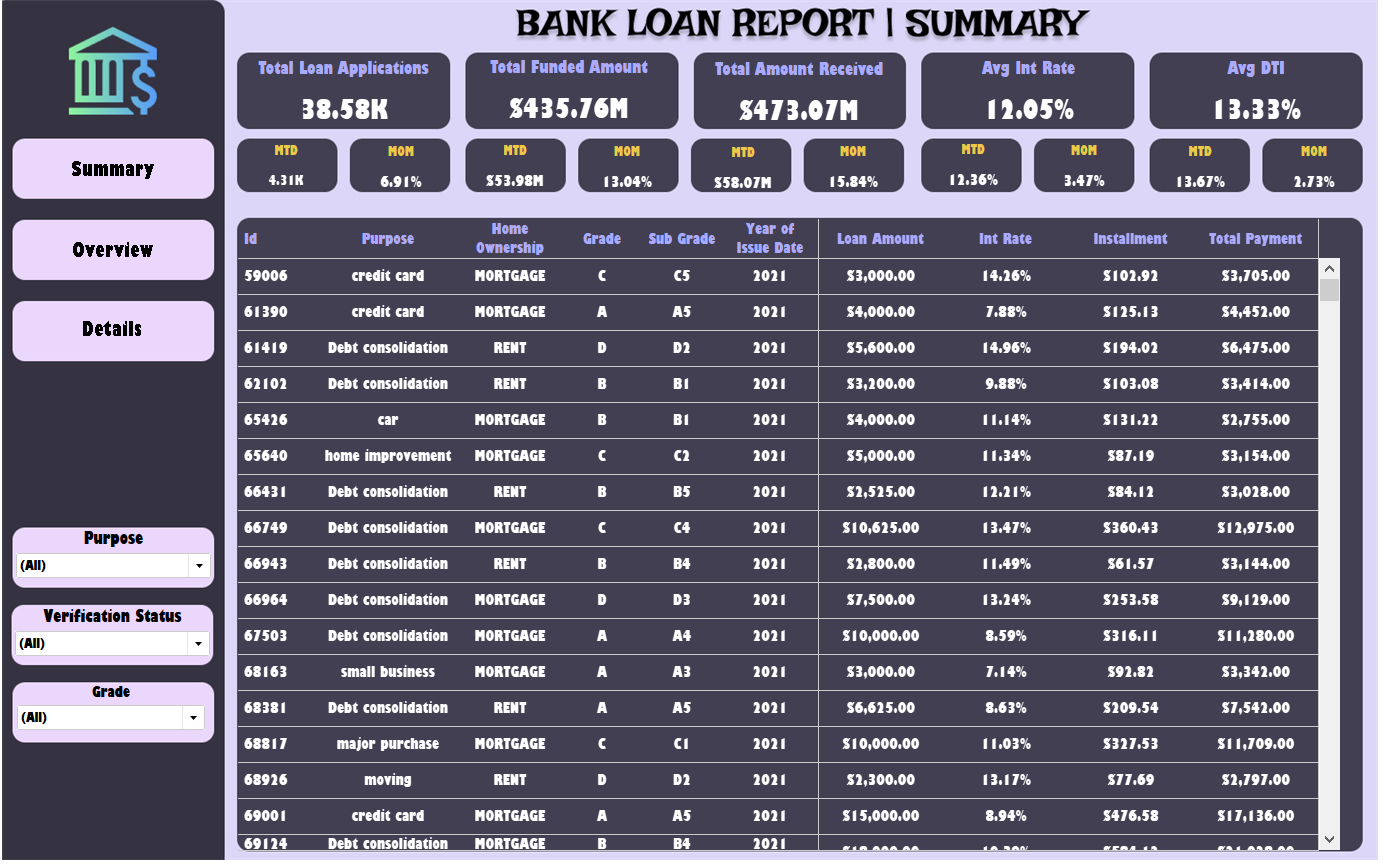 BANK LOAN REPORT | SUMMARY
Total Loan Applications
38.58K
Total Funded Amount
$435.76M
Total Amount Received
$473.07M
Avg Int Rate
12.05%
Avg DTI
13.33%
MTD
4.31K
MOM
6.91%
MTD
$53.98M
MOM
13.04%
MTD
$58.07M
MOM
15.84%
MTD
12.36%
MOM
3.47%
MTD
13.67%
MOM
2.73%
Summary
Overview
Details
Purpose
(All)
Verification Status
(All)
Grade
(All)
Id Purpose Home Ownership Grade Sub Grade Year of Issue Date Loan Amount Int Rate Installment Total Payment
59006 credit card MORTGAGE C C5 2021 $3,000.00 14.26% $102.92 $3,705.00
61390 credit card MORTGAGE A A5 2021 $4,000.00 7.88% $125.13 $4,452.00
61419 Debt consolidation RENT D D2 2021 $5,600.00 14.96% $194.02 $6,475.00
62102 Debt consolidation RENT B B1 2021 $3,200.00 9.88% $103.08 $3,414.00
65426 car MORTGAGE B B1 2021 $4,000.00 11.14% $131.22 $2,755.00
65640 home improvement MORTGAGE C C2 2021 $5,000.00 11.34% $87.19 $3,154.00
66431 Debt consolidation RENT B B5 2021 $2,525.00 12.21% $84.12 $3,028.00
66749 Debt consolidation MORTGAGE C C4 2021 $10,625.00 13.47% $360.43 $12,975.00
66943 Debt consolidation RENT B B4 2021 $2,800.00 11.49% $61.57 $3,144.00
66964 Debt consolidation MORTGAGE D D3 2021 $7,500.00 13.24% $253.58 $9,129.00
67503 Debt consolidation MORTGAGE A A4 2021 $10,000.00 8.59% $316.11 $11,280.00
68163 small business MORTGAGE A A3 2021 $3,000.00 7.14% $92.82 $3,342.00
68381 Debt consolidation RENT A A5 2021 $6,625.00 8.63% $209.54 $7,542.00
68817 major purchase MORTGAGE C C1 2021 $10,000.00 11.03% $327.53 $11,709.00
68926 moving RENT D D2 2021 $2,300.00 13.17% $77.69 $2,797.00
69001 credit card MORTGAGE A A5 2021 $15,000.00 8.94% $476.58 $17,136.00
69124 Debt consolidation MORTGAGE B B4 2021